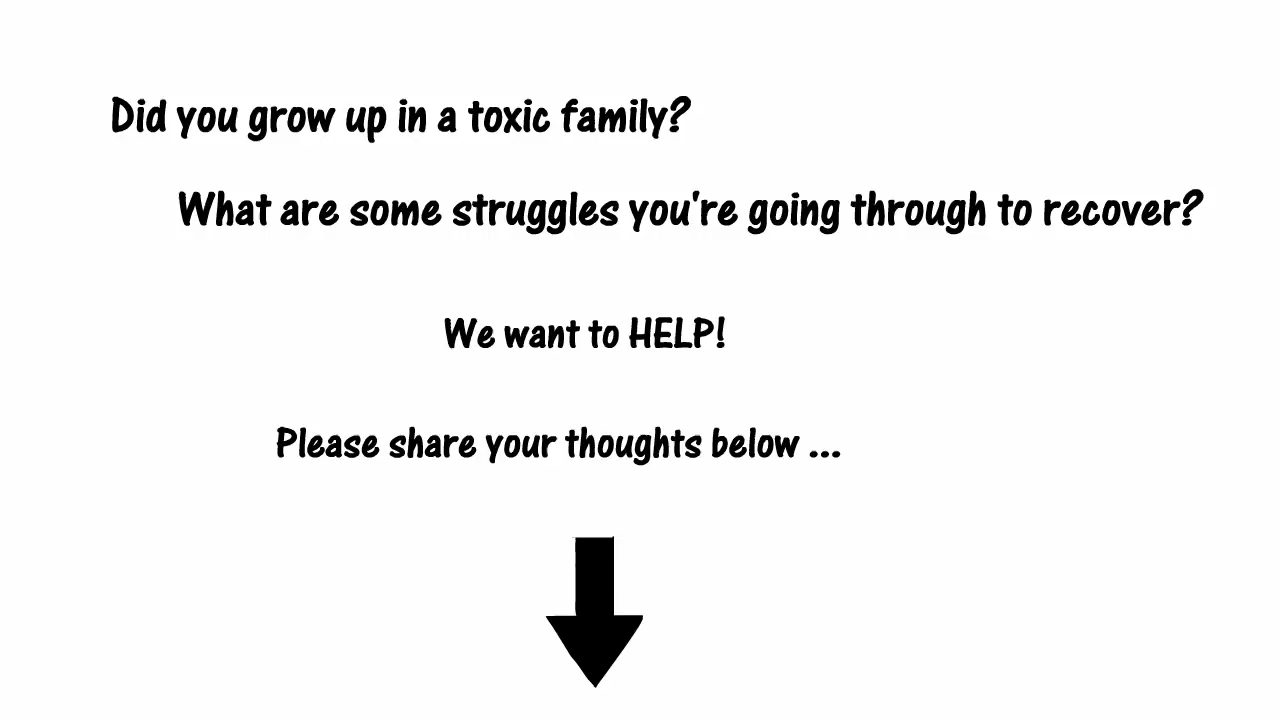 Did you grow up in a toxic family?
What are some struggles you're going through to recover?
We want to HELP!
Please share your thoughts below ...